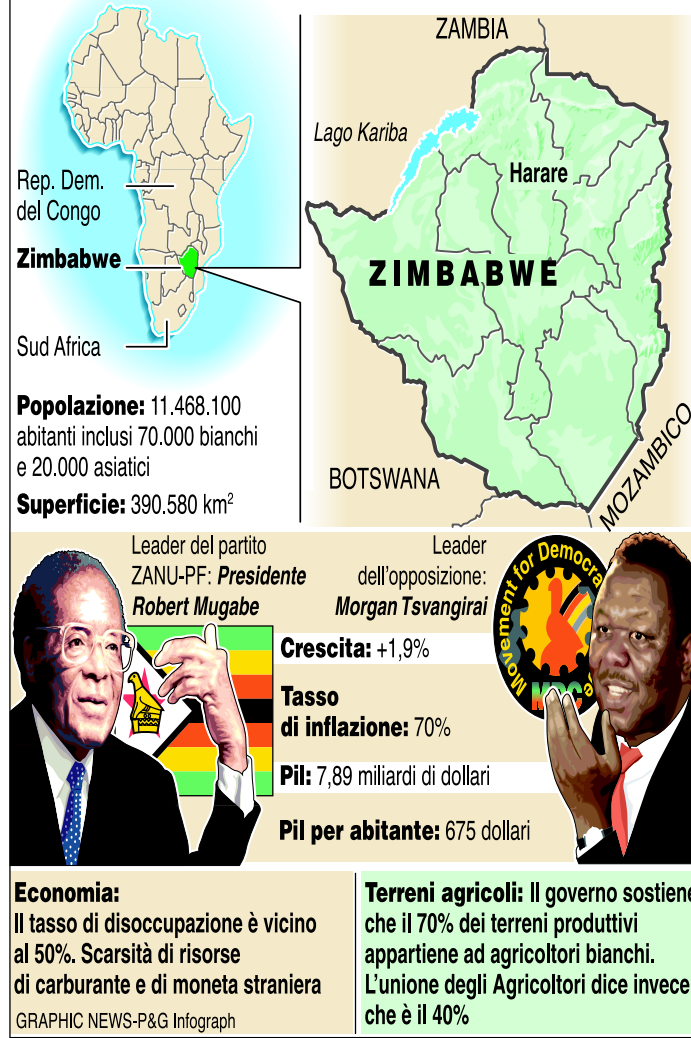 ZAMBIA
Lago Kariba
Harare
ZIMBABWE
BOTSWANA
MOZAMBICO
Rep. Dem.
del Congo
Zimbabwe
Sud Africa
Popolazione: 11.468.100
abitanti inclusi 70.000 bianchi
e 20.000 asiatici
Superficie: 390.580 km²
Leader del partito
ZANU-PF: Presidente
Robert Mugabe
Leader
dell'opposizione:
Morgan Tsvangirai
Movement for Democra
MDC
Crescita: +1,9%
Tasso
di inflazione: 70%
Pil: 7,89 miliardi di dollari
Pil per abitante: 675 dollari
Economia:
Il tasso di disoccupazione è vicino
al 50%. Scarsità di risorse
di carburante e di moneta straniera
GRAPHIC NEWS-P&G Infograph
Terreni agricoli: Il governo sostiene
che il 70% dei terreni produttivi
appartiene ad agricoltori bianchi.
L'unione degli Agricoltori dice invece
che è il 40%